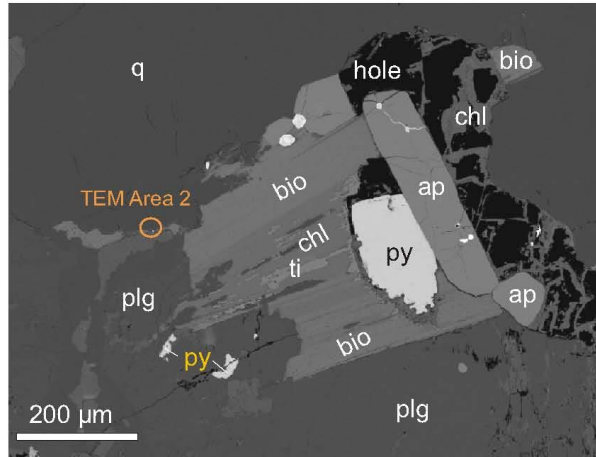 q
hole
bio
chl
TEM Area 2
bio
ap
chl
ti
py
plg
ap
bio
py
plg
200 µm